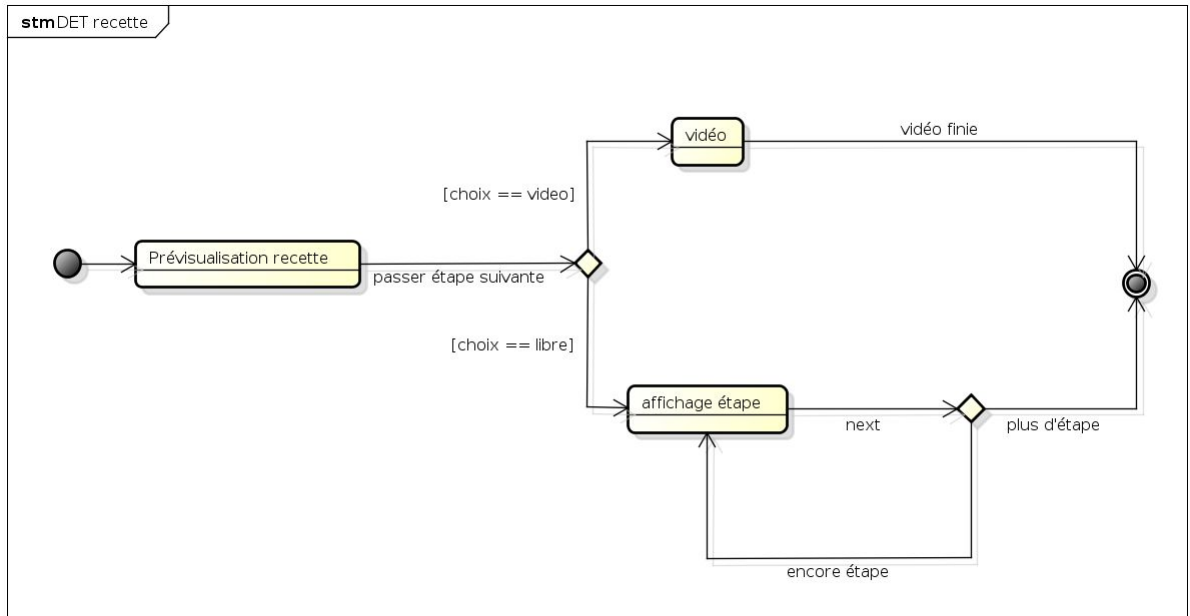 stm DET recette
vidéo
vidéo finie
[choix == video]
Prévisualisation recette
passer étape suivante
[choix == libre]
affichage étape
next
plus d'étape
encore étape